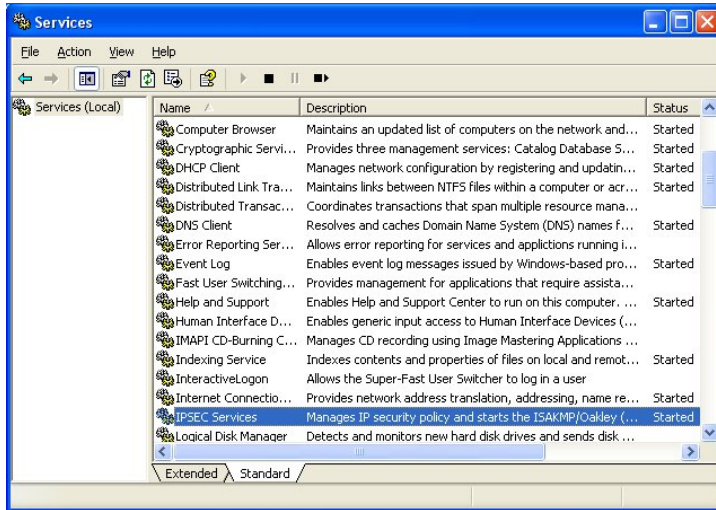 Services
File Action View Help
Services (Local)
Name Description Status
Computer Browser Maintains an updated list of computers on the network and... Started
Cryptographic Servi... Provides three management services: Catalog Database S... Started
DHCP Client Manages network configuration by registering and updatin... Started
Distributed Link Tra... Maintains links between NTFS files within a computer or acr... Started
Distributed Transac... Coordinates transactions that span multiple resource mana...
DNS Client Resolves and caches Domain Name System (DNS) names f... Started
Error Reporting Ser... Allows error reporting for services and applictions running i...
Event Log Enables event log messages issued by Windows-based pro... Started
Fast User Switching... Provides management for applications that require assista...
Help and Support Enables Help and Support Center to run on this computer. ... Started
Human Interface D... Enables generic input access to Human Interface Devices (...
IMAPI CD-Burning C... Manages CD recording using Image Mastering Applications ...
Indexing Service Indexes contents and properties of files on local and remot... Started
InteractiveLogon Allows the Super-Fast User Switcher to log in a user
Internet Connectio... Provides network address translation, addressing, name re... Started
IPSEC Services Manages IP security policy and starts the ISAKMP/Oakley (... Started
Logical Disk Manager Detects and monitors new hard disk drives and sends disk ...
Extended Standard